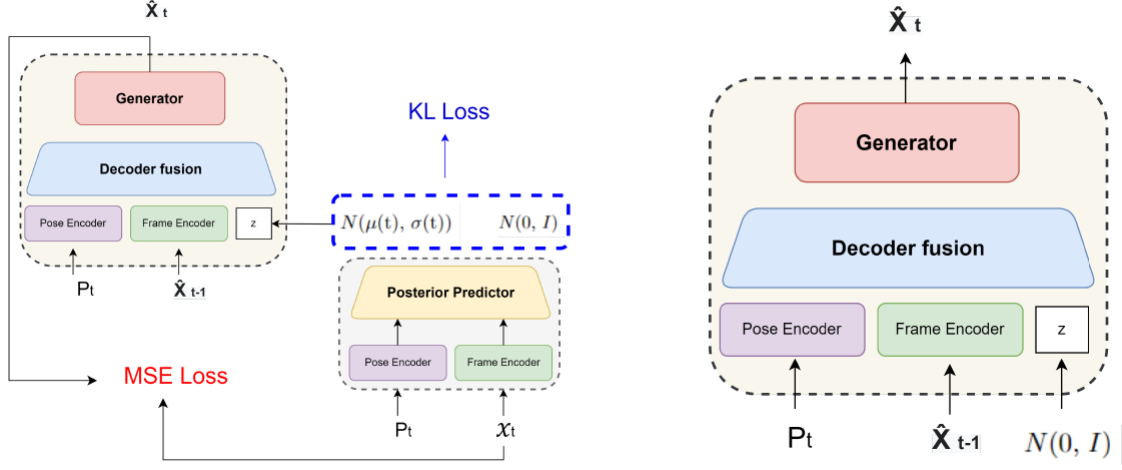 X̂ t
Generator
Decoder fusion
Pose Encoder
Frame Encoder
z
Pt
X̂ t-1
MSE Loss
KL Loss
N(μ(t), σ(t))
N(0, I)
Posterior Predictor
Pose Encoder
Frame Encoder
Pt
xt
X̂ t
Generator
Decoder fusion
Pose Encoder
Frame Encoder
z
Pt
X̂ t-1
N(0, I)